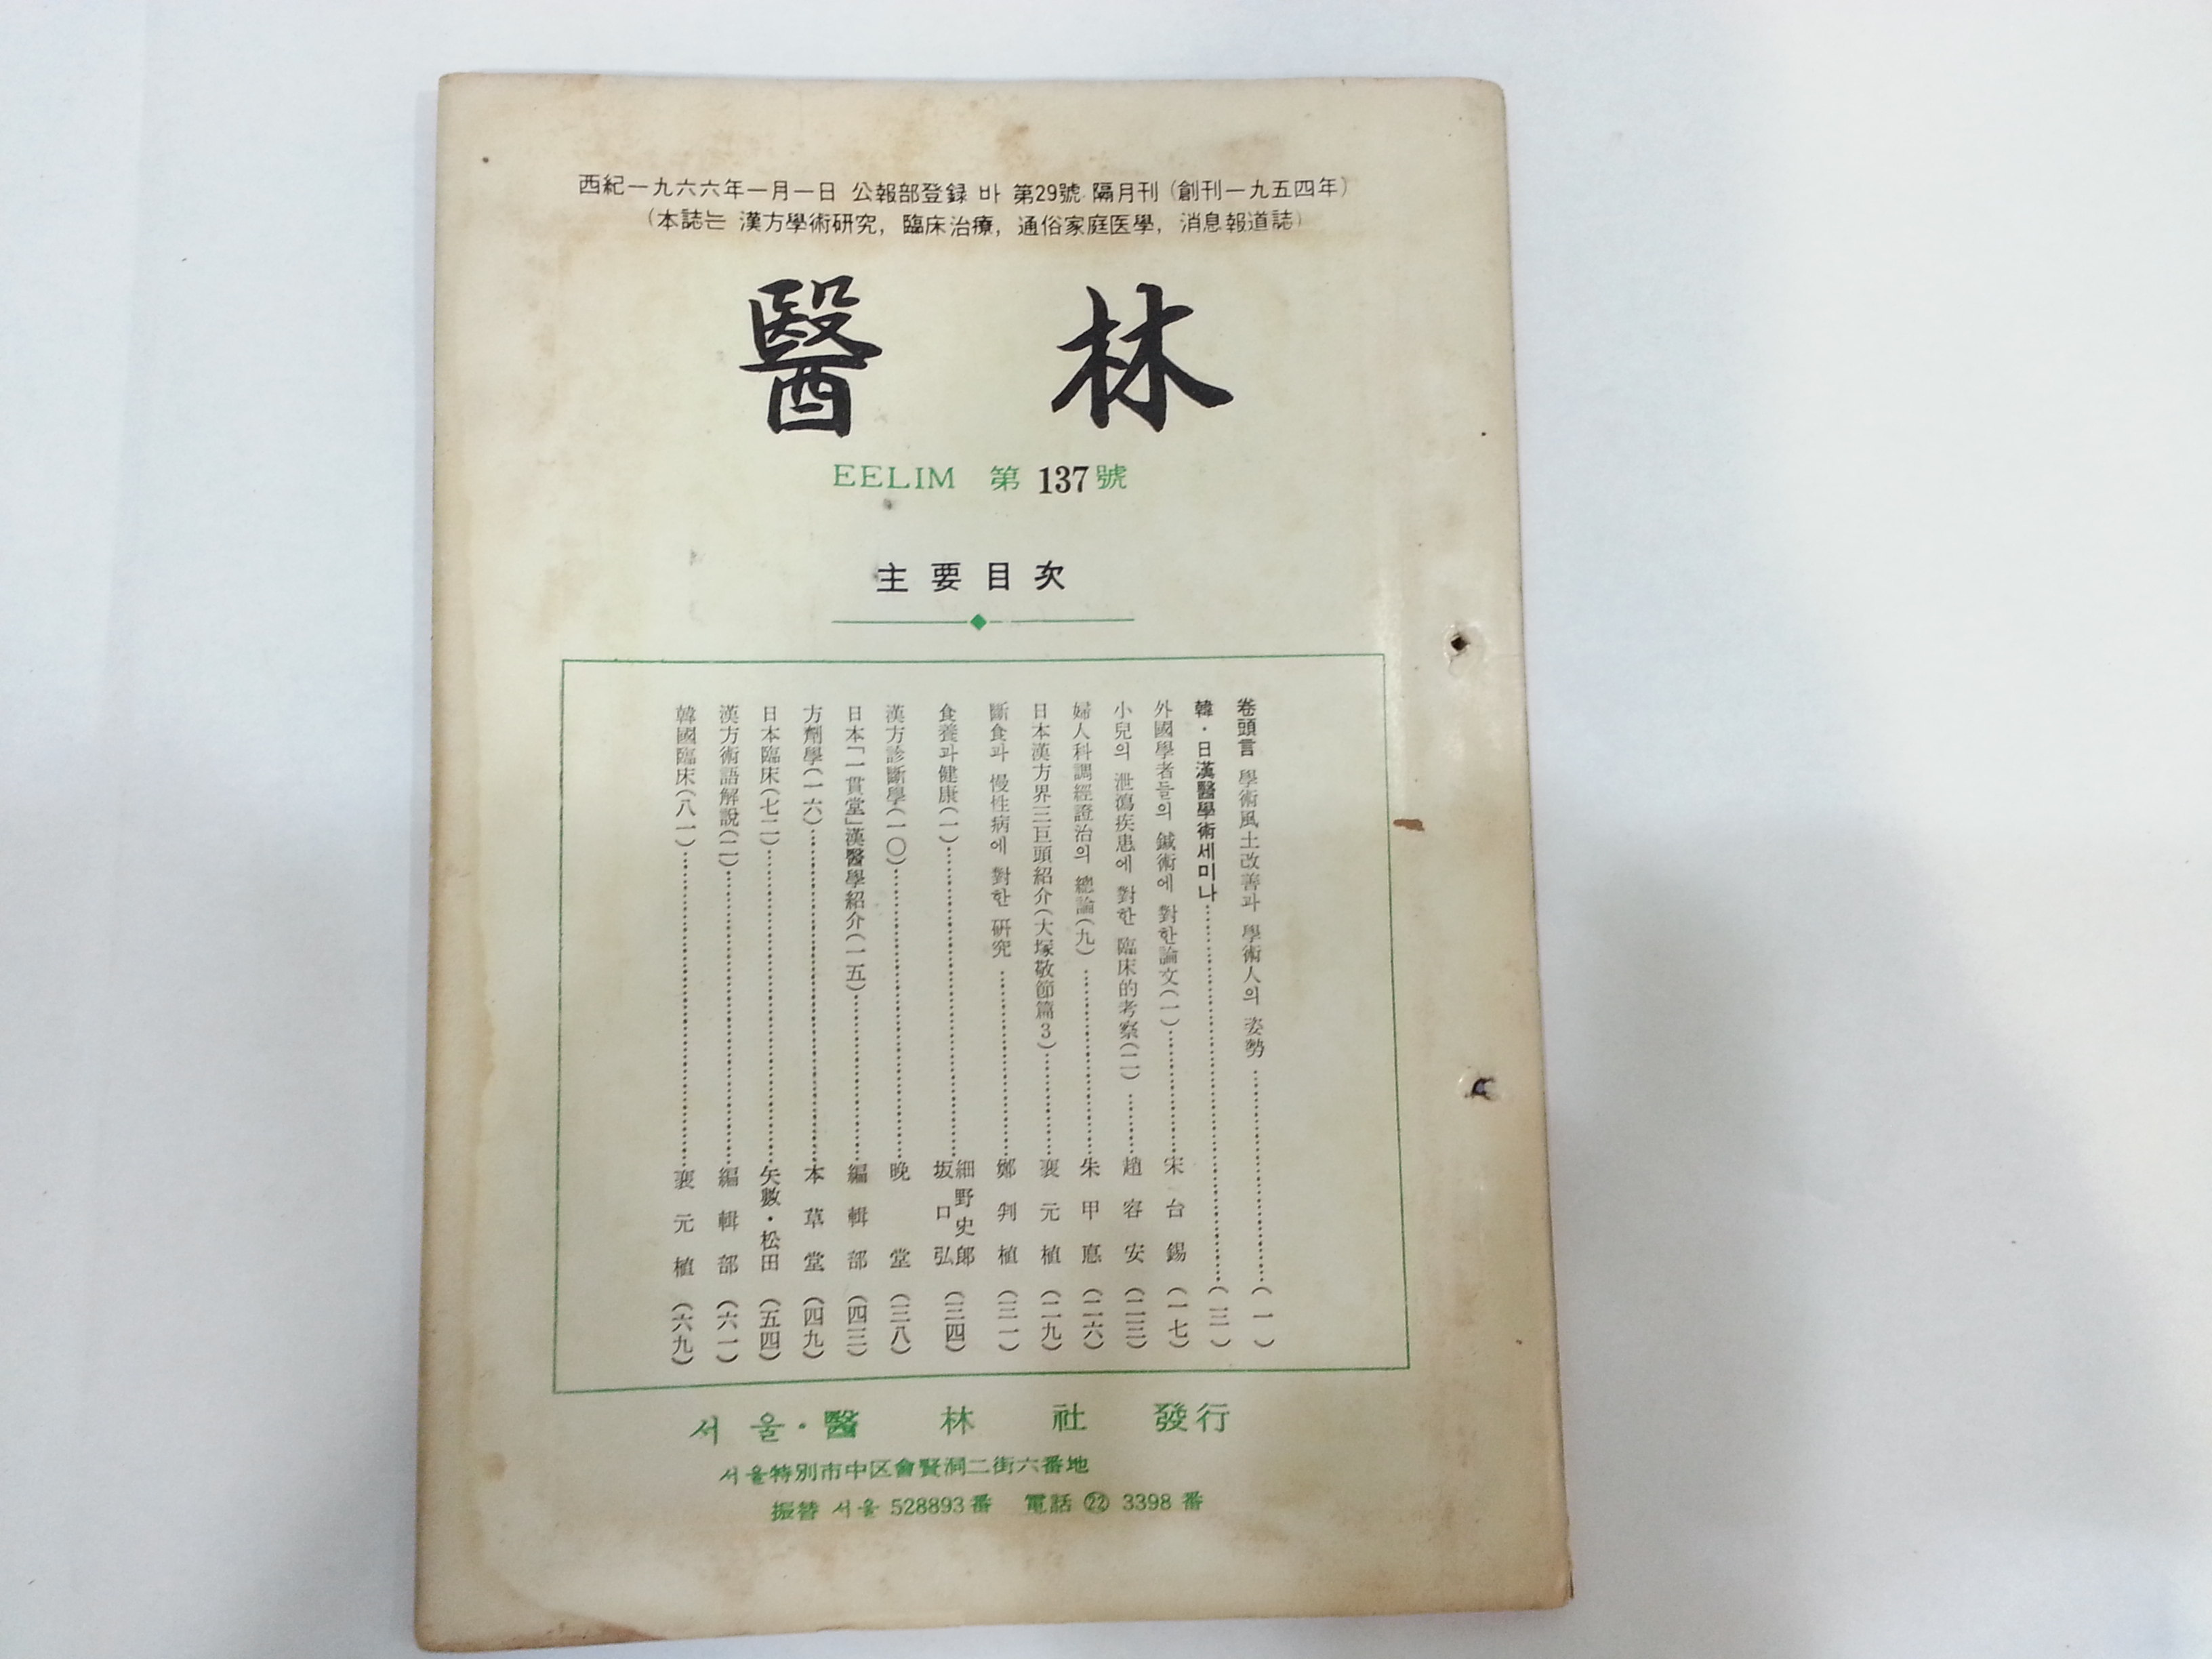 西紀一九六六年一月一日 公報部登録 바 第29號 隔月刊 (創刊一九五四年)
(本誌는 漢方學術研究, 臨床治療, 通俗家庭医學, 消息報道誌)
醫林
EELIM 第 137 號
主要目次
卷頭言 學術風土改善과 學術人의 姿勢……(一)
韓・日漢醫學術세미나……(三)
外國學者들의 鍼術에 對한論文(一)……宋台錫(一七)
小兒의 泄瀉疾患에 對한 臨床的考察(二)……趙容安(二三)
婦人科調經證治의 總論(九)……朱甲悳(二六)
日本漢方界三巨頭紹介(大塚敬節篇3)……裵元植(二九)
斷食과 慢性病에 對한 硏究……鄭判植(三一)
食養과健康(一)……細野史郞 坂口弘(三四)
漢方診斷學(一〇)……晩堂(三八)
日本「一貫堂」漢醫學紹介(一五)……編輯部(四三)
方劑學(一六)……本草堂(四九)
日本臨床(七二)……矢數・松田(五四)
漢方術語解說(二)……編輯部(六一)
韓國臨床(八一)……裵元植(六九)
서울・醫林社 發行
서울特別市中区會賢洞二街六番地
振替 서울 528893番 電話 ㉒ 3398 番